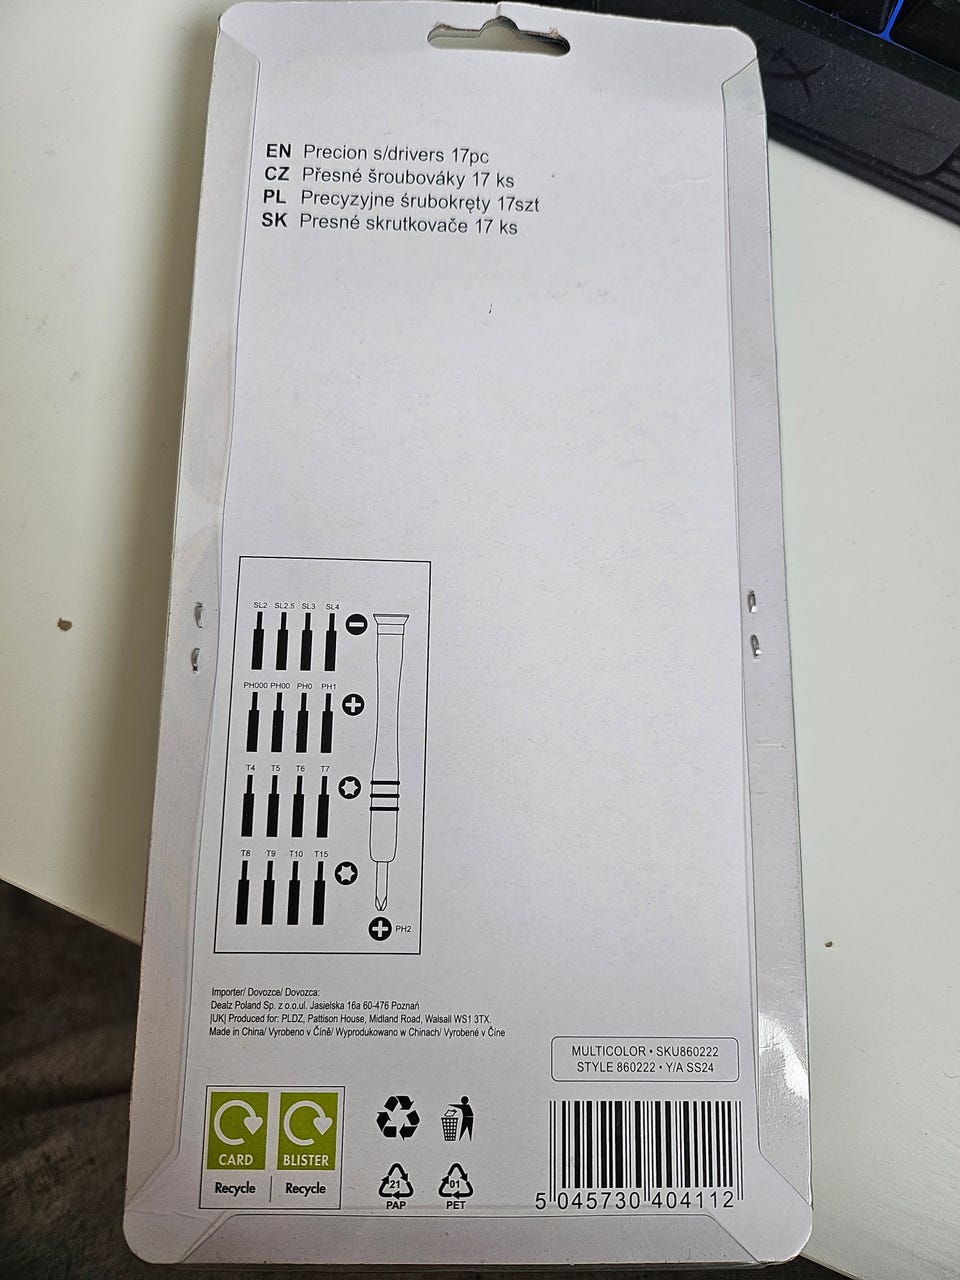 EN Precion s/drivers 17pc
CZ Přesné šroubováky 17 ks
PL Precyzyjne śrubokręty 17szt
SK Presné skrutkovače 17 ks
SL2 SL2.5 SL3 SL4
PH000 PH00 PH0 PH1
T4 T5 T6 T7
T8 T9 T10 T15
PH2
Importer/ Dovozce/ Dovozca:
Dealz Poland Sp. z o.o.ul. Jasielska 16a 60-476 Poznań
|UK| Produced for: PLDZ, Pattison House, Midland Road, Walsall WS1 3TX.
Made in China/ Vyrobeno v Číně/ Wyprodukowano w Chinach/ Vyrobené v Číne
MULTICOLOR • SKU860222
STYLE 860222 • Y/A SS24
CARD BLISTER
Recycle Recycle
21 01
PAP PET
5 045730 404112